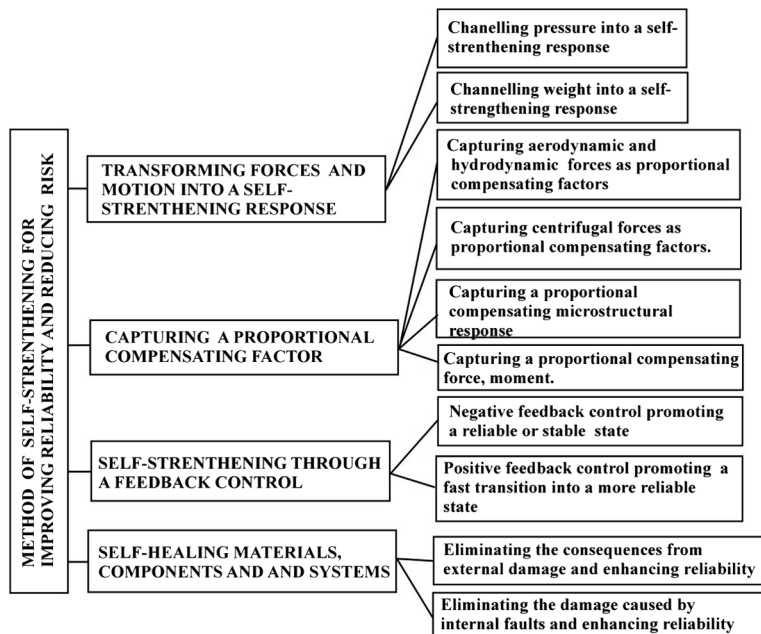 METHOD OF SELF-STRENTHENING FOR
IMPROVING RELIABILITY AND REDUCING RISK
TRANSFORMING FORCES AND
MOTION INTO A SELF-
STRENTHENING RESPONSE
Chanelling pressure into a self-
strenthening response
Channelling weight into a self-
strengthening response
CAPTURING A PROPORTIONAL
COMPENSATING FACTOR
Capturing aerodynamic and
hydrodynamic forces as proportional
compensating factors
Capturing centrifugal forces as
proportional compensating factors.
Capturing a proportional
compensating microstructural
response
Capturing a proportional compensating
force, moment.
SELF-STRENTHENING THROUGH
A FEEDBACK CONTROL
Negative feedback control promoting
a reliable or stable state
Positive feedback control promoting a
fast transition into a more reliable
state
SELF-HEALING MATERIALS,
COMPONENTS AND AND SYSTEMS
Eliminating the consequences from
external damage and enhancing reliability
Eliminating the damage caused by
internal faults and enhancing reliability